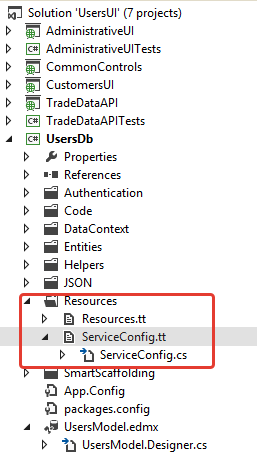 Solution 'UsersUI' (7 projects)
AdministrativeUI
AdministrativeUITests
CommonControls
CustomersUI
TradeDataAPI
TradeDataAPITests
UsersDb
Properties
References
Authentication
Code
DataContext
Entities
Helpers
JSON
Resources
Resources.tt
ServiceConfig.tt
ServiceConfig.cs
SmartScaffolding
App.Config
packages.config
UsersModel.edmx
UsersModel.Designer.cs